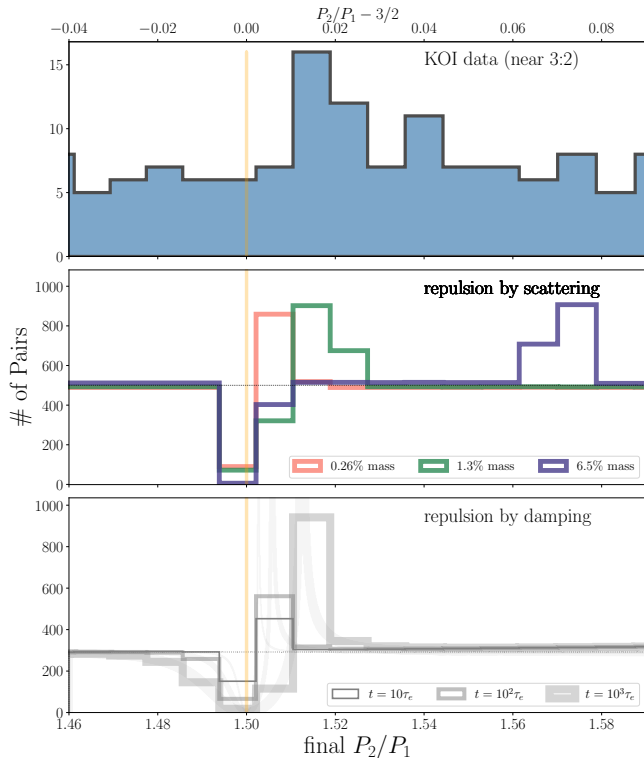 P₂/P₁ − 3/2
−0.04 −0.02 0.00 0.02 0.04 0.06 0.08
KOI data (near 3:2)
15
10
5
0
repulsion by scattering
1000
800
600
400
200
0
# of Pairs
0.26% mass 1.3% mass 6.5% mass
repulsion by damping
1000
800
600
400
200
0
t = 10τₑ t = 10²τₑ t = 10³τₑ
1.46 1.48 1.50 1.52 1.54 1.56 1.58
final P₂/P₁